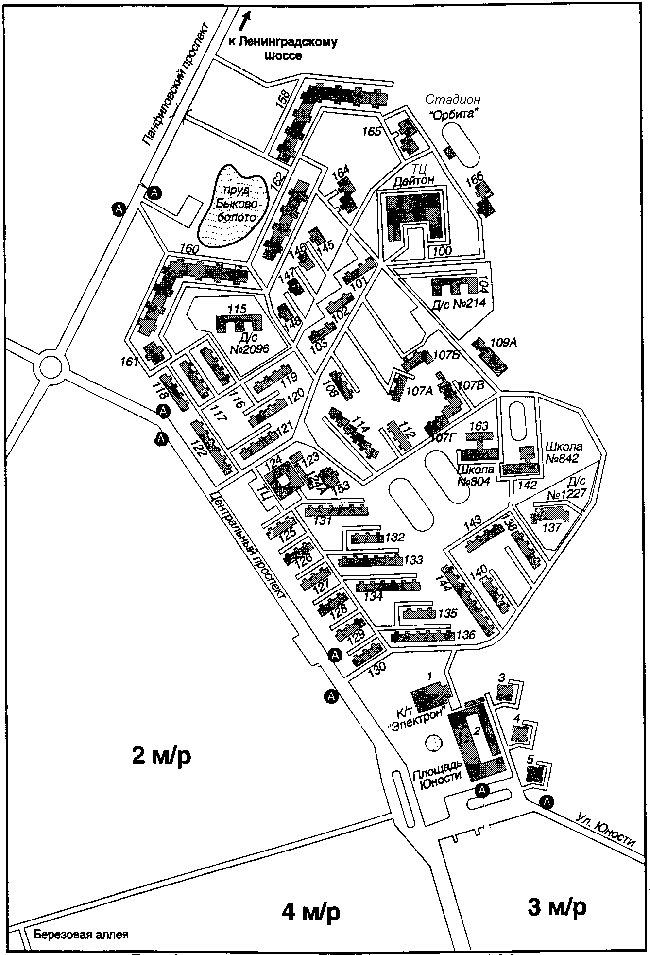 к Ленинградскому
шоссе
Панфиловский проспект
158
Стадион
"Орбита"
165
ТЦ
Дейтон
164
166
162
пруд
Быково-
болото
100
160
146
145
147
101
104
Д/с №214
148
102
115
Д/с
№2096
103
109А
161
107Б
118
119
108
107А
107В
117
116
120
114
112
107Г
163
Школа
№842
121
122
Школа
№804
142
124
123
Д/с
№1227
ТЦ
153
131
137
125
132
143
138
Центральный проспект
126
133
127
134
144
140
128
135
129
136
130
1
3
К/т
"Электрон"
2
4
Площадь
Юности
5
А
А
А
А
А
А
А
А
2 м/р
Ул. Юности
4 м/р
3 м/р
Березовая аллея